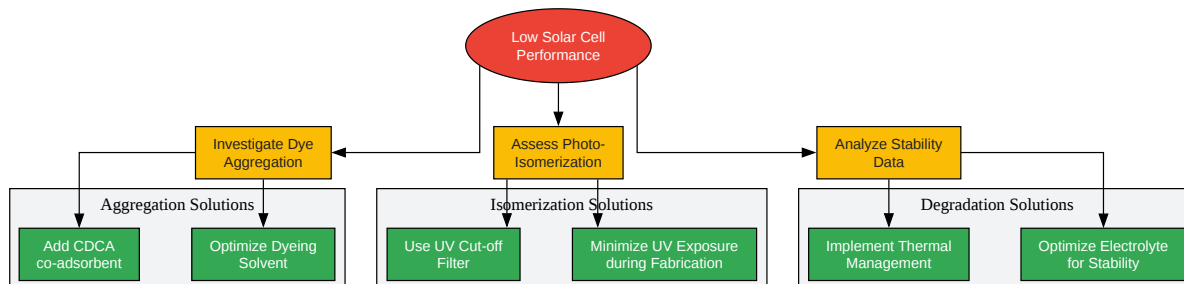 Low Solar Cell
Performance
Investigate Dye
Aggregation
Assess Photo-
Isomerization
Analyze Stability
Data
Aggregation Solutions
Isomerization Solutions
Degradation Solutions
Add CDCA
co-adsorbent
Optimize Dyeing
Solvent
Use UV Cut-off
Filter
Minimize UV Exposure
during Fabrication
Implement Thermal
Management
Optimize Electrolyte
for Stability